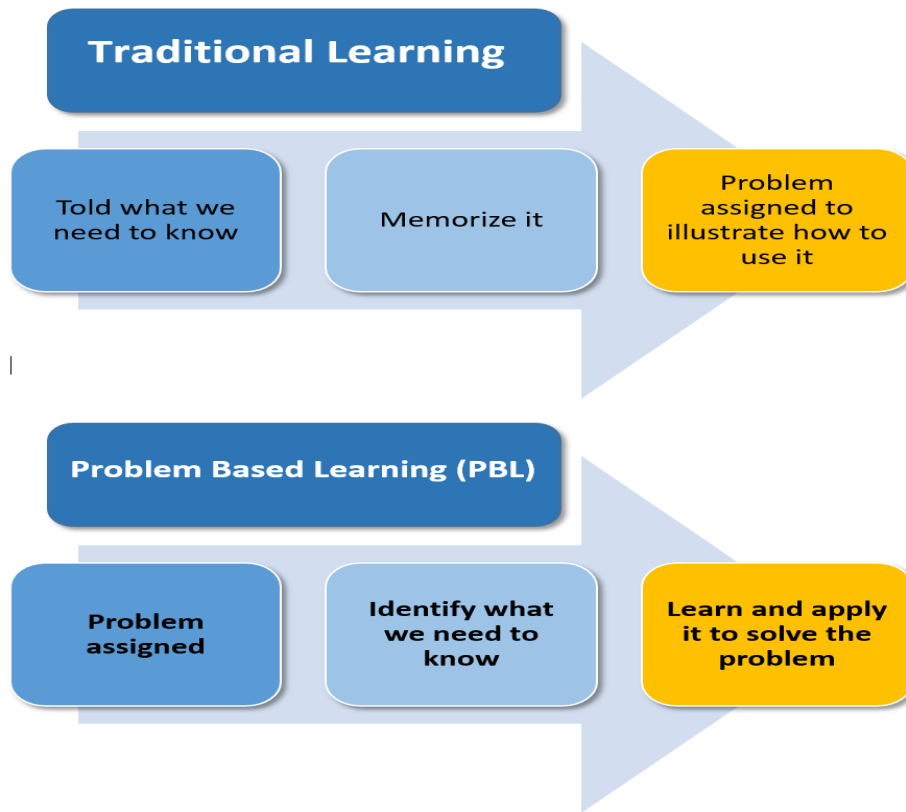 Traditional Learning
Told what we
need to know
Memorize it
Problem
assigned to
illustrate how to
use it
Problem Based Learning (PBL)
Problem
assigned
Identify what
we need to
know
Learn and apply
it to solve the
problem